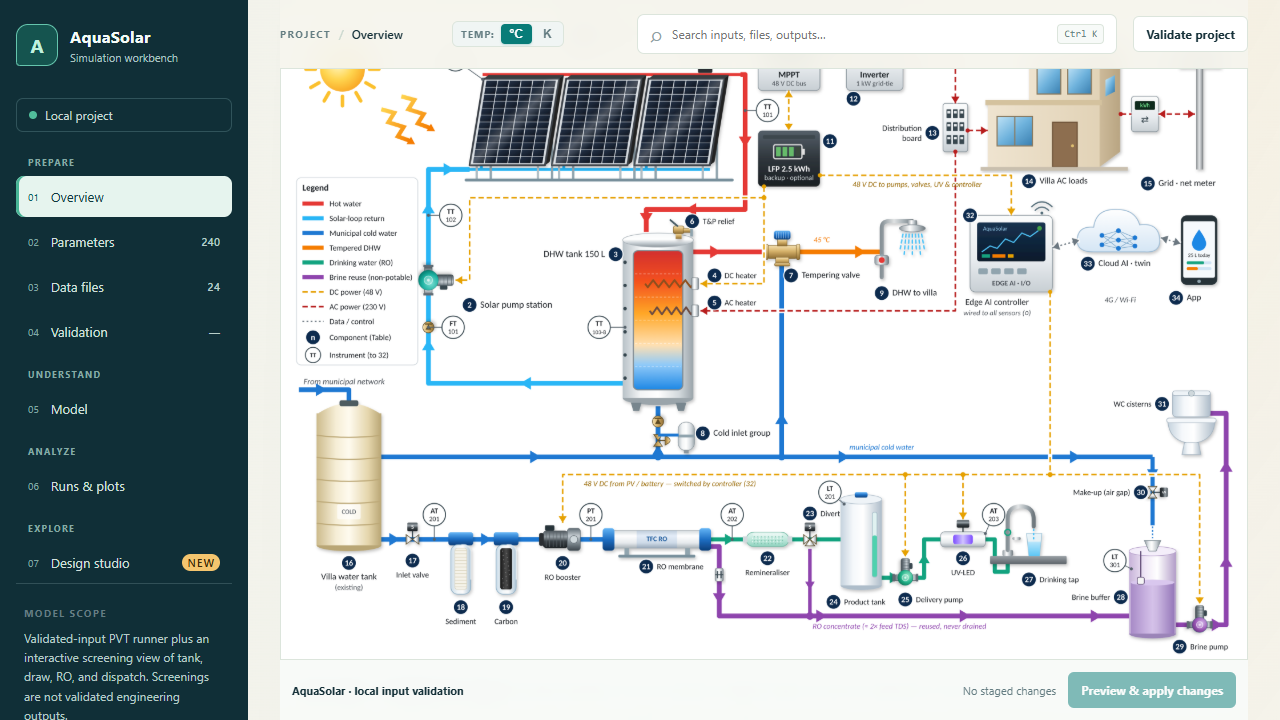 A
AquaSolar
Simulation workbench
Local project
PREPARE
01 Overview
02 Parameters 240
03 Data files 24
04 Validation —
UNDERSTAND
05 Model
ANALYZE
06 Runs & plots
EXPLORE
07 Design studio NEW
MODEL SCOPE
Validated-input PVT runner plus an
interactive screening view of tank,
draw, RO, and dispatch. Screenings
are not validated engineering
outputs.
PROJECT / Overview
TEMP: °C K
Search inputs, files, outputs...
Ctrl K
Validate project
MPPT
48 V DC bus
Inverter
1 kW grid-tie
12
TT
101
11
LFP 2.5 kWh
backup · optional
Distribution
board
13
kWh
14 Villa AC loads
15 Grid · net meter
48 V DC to pumps, valves, UV & controller
Legend
Hot water
Solar-loop return
Municipal cold water
Tempered DHW
Drinking water (RO)
Brine reuse (non-potable)
DC power (48 V)
AC power (230 V)
Data / control
n Component (Table)
TT Instrument (to 32)
TT
102
2 Solar pump station
FT
101
DHW tank 150 L 3
6 T&P relief
4 DC heater
5 AC heater
TT
103-8
45 °C
7 Tempering valve
9 DHW to villa
32
AquaSolar
EDGE AI · I/O
Edge AI controller
wired to all sensors (0)
33 Cloud AI · twin
4G / Wi-Fi
25 L today
34 App
From municipal network
8 Cold inlet group
municipal cold water
WC cisterns 31
48 V DC from PV / battery — switched by controller (32)
Make-up (air gap) 30
COLD
16
Villa water tank
(existing)
AT
201
17
Inlet valve
18
Sediment
19
Carbon
20
RO booster
PT
201
TFC RO
21 RO membrane
AT
202
22
Remineraliser
23 Divert
LT
201
24 Product tank
25 Delivery pump
26
UV-LED
AT
203
27 Drinking tap
LT
301
Brine buffer 28
29 Brine pump
RO concentrate (≈ 2× feed TDS) — reused, never drained
AquaSolar · local input validation
No staged changes
Preview & apply changes